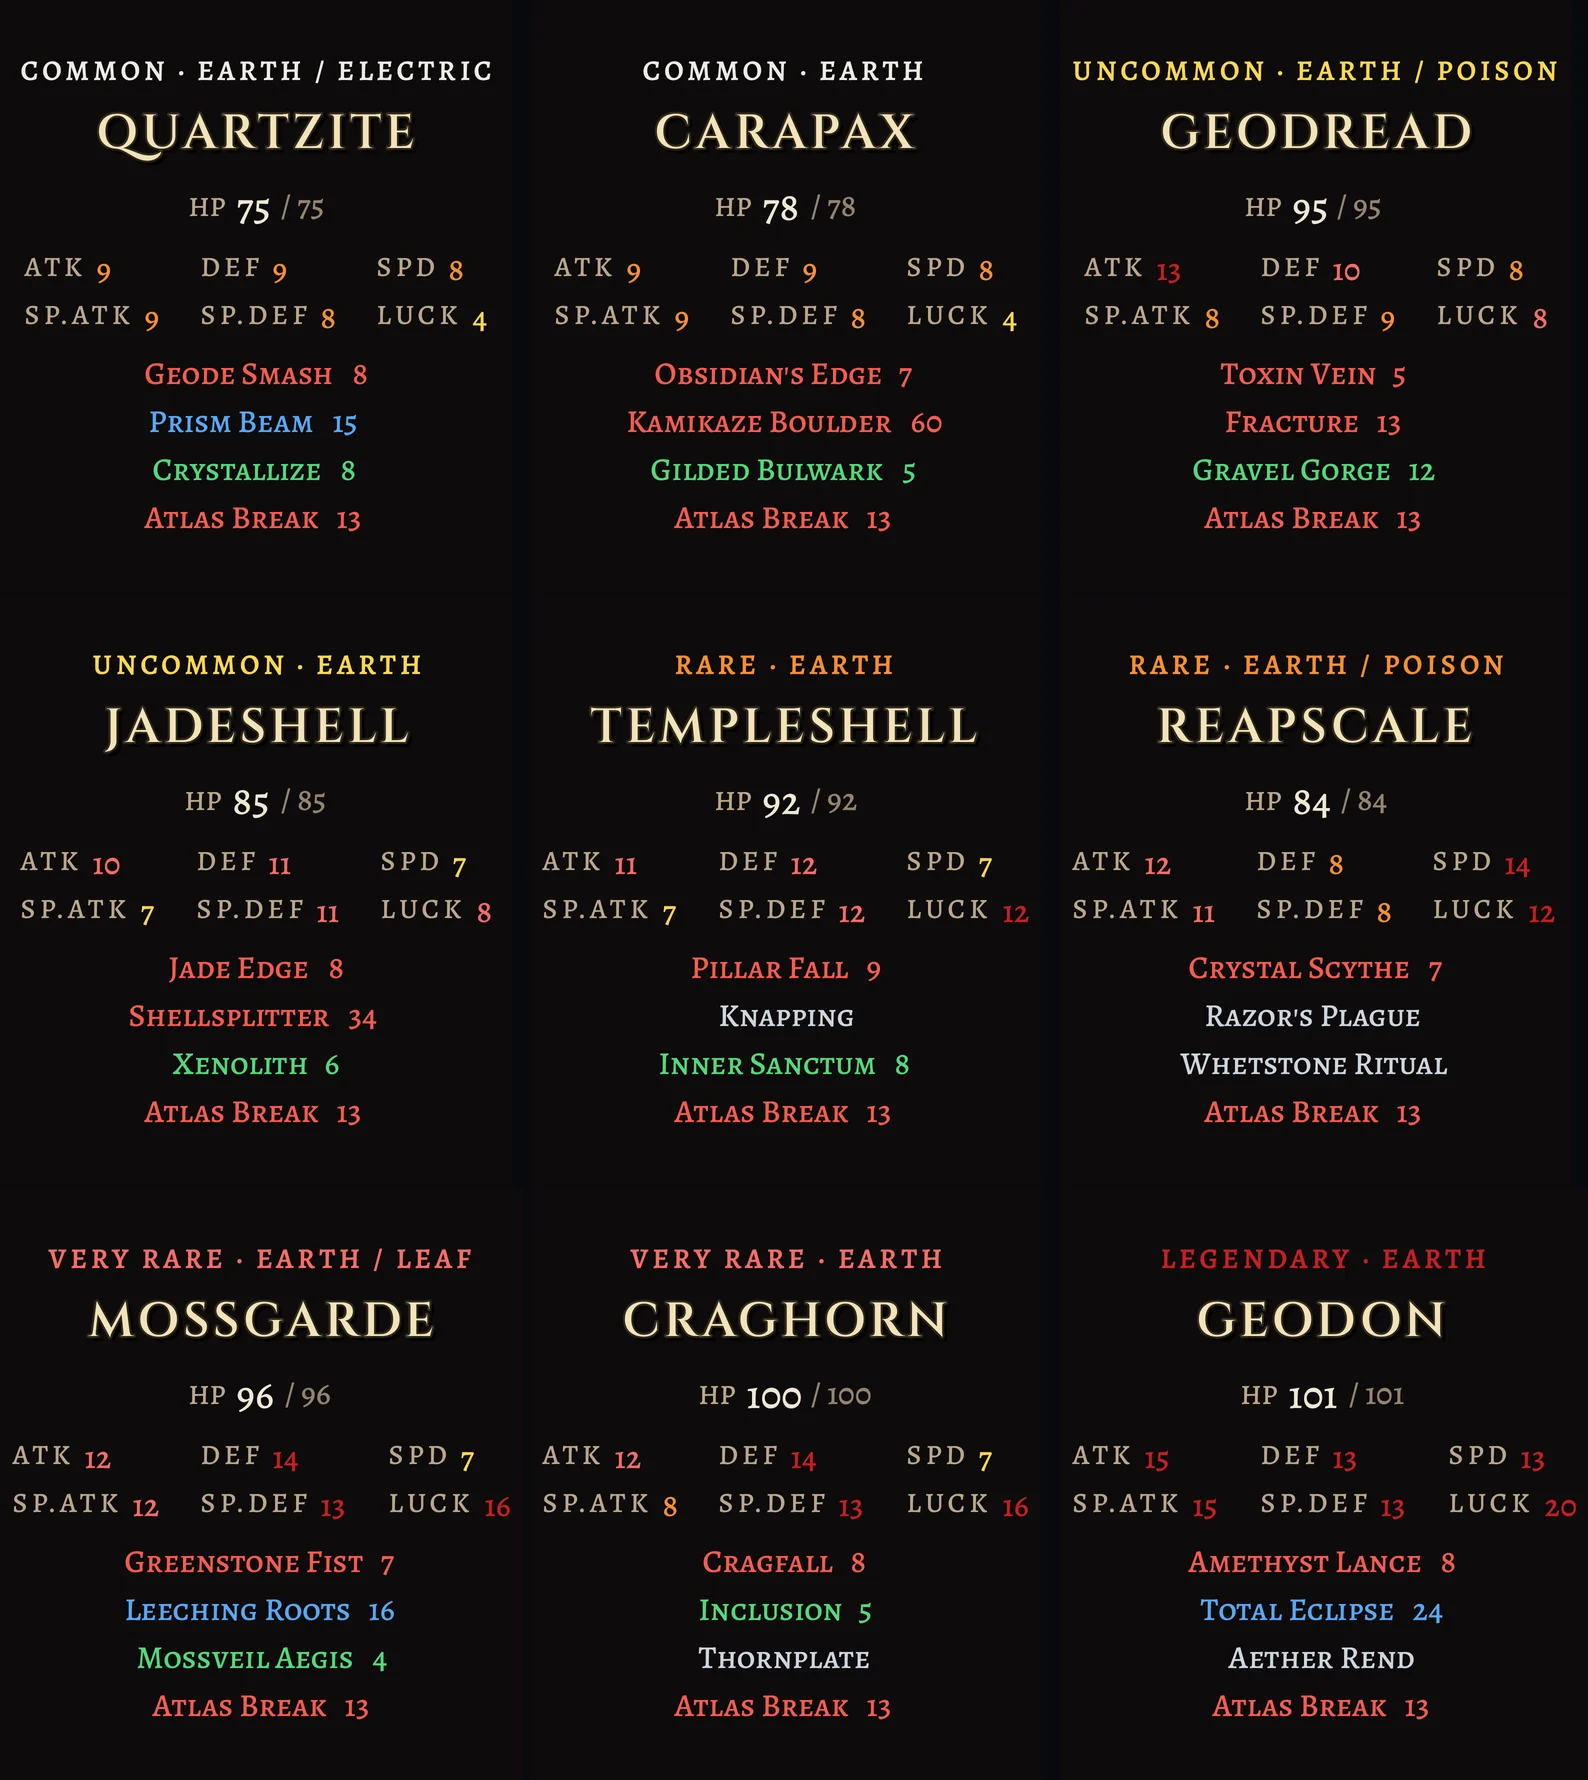 COMMON · EARTH / ELECTRIC
QUARTZITE
HP 75 / 75
ATK 9 DEF 9 SPD 8
SP.ATK 9 SP.DEF 8 LUCK 4
GEODE SMASH 8
PRISM BEAM 15
CRYSTALLIZE 8
ATLAS BREAK 13
COMMON · EARTH
CARAPAX
HP 78 / 78
ATK 9 DEF 9 SPD 8
SP.ATK 9 SP.DEF 8 LUCK 4
OBSIDIAN'S EDGE 7
KAMIKAZE BOULDER 60
GILDED BULWARK 5
ATLAS BREAK 13
UNCOMMON · EARTH / POISON
GEODREAD
HP 95 / 95
ATK 13 DEF 10 SPD 8
SP.ATK 8 SP.DEF 9 LUCK 8
TOXIN VEIN 5
FRACTURE 13
GRAVEL GORGE 12
ATLAS BREAK 13
UNCOMMON · EARTH
JADESHELL
HP 85 / 85
ATK 10 DEF 11 SPD 7
SP.ATK 7 SP.DEF 11 LUCK 8
JADE EDGE 8
SHELLSPLITTER 34
XENOLITH 6
ATLAS BREAK 13
RARE · EARTH
TEMPLESHELL
HP 92 / 92
ATK 11 DEF 12 SPD 7
SP.ATK 7 SP.DEF 12 LUCK 12
PILLAR FALL 9
KNAPPING
INNER SANCTUM 8
ATLAS BREAK 13
RARE · EARTH / POISON
REAPSCALE
HP 84 / 84
ATK 12 DEF 8 SPD 14
SP.ATK 11 SP.DEF 8 LUCK 12
CRYSTAL SCYTHE 7
RAZOR'S PLAGUE
WHETSTONE RITUAL
ATLAS BREAK 13
VERY RARE · EARTH / LEAF
MOSSGARDE
HP 96 / 96
ATK 12 DEF 14 SPD 7
SP.ATK 12 SP.DEF 13 LUCK 16
GREENSTONE FIST 7
LEECHING ROOTS 16
MOSSVEIL AEGIS 4
ATLAS BREAK 13
VERY RARE · EARTH
CRAGHORN
HP 100 / 100
ATK 12 DEF 14 SPD 7
SP.ATK 8 SP.DEF 13 LUCK 16
CRAGFALL 8
INCLUSION 5
THORNPLATE
ATLAS BREAK 13
LEGENDARY · EARTH
GEODON
HP 101 / 101
ATK 15 DEF 13 SPD 13
SP.ATK 15 SP.DEF 13 LUCK 20
AMETHYST LANCE 8
TOTAL ECLIPSE 24
AETHER REND
ATLAS BREAK 13